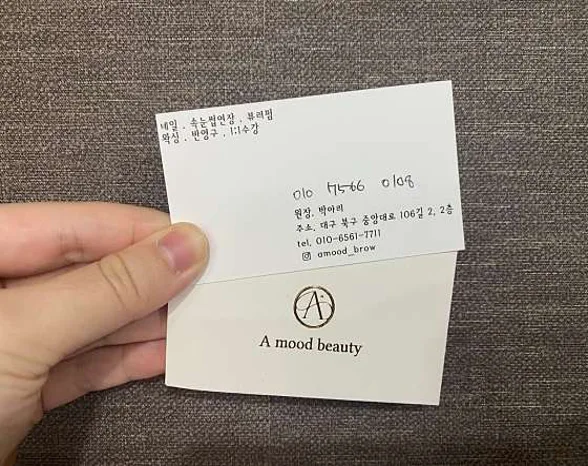 네일 . 속눈썹연장 . 뷰러펌
왁싱 . 반영구 . 1:1수강
010 7566 0108
원장. 박아리
주소. 대구 북구 중앙대로 106길 2, 2층
tel. 010-6561-7711
amood_brow
A
A mood beauty